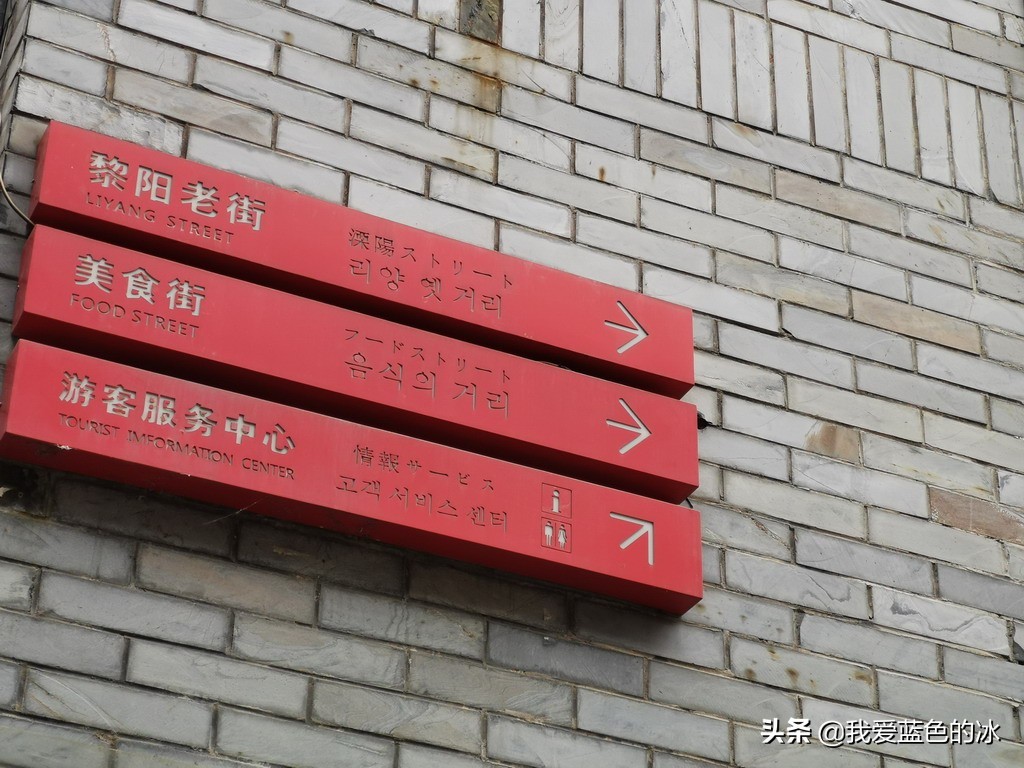 黎阳老街
LIYANG STREET
溧陽ストリート
리양 옛 거리
美食街
FOOD STREET
フードストリート
음식의 거리
游客服务中心
TOURIST IMFORMATION CENTER
情報サービス
고객 서비스 센터
i
头条 @我爱蓝色的冰